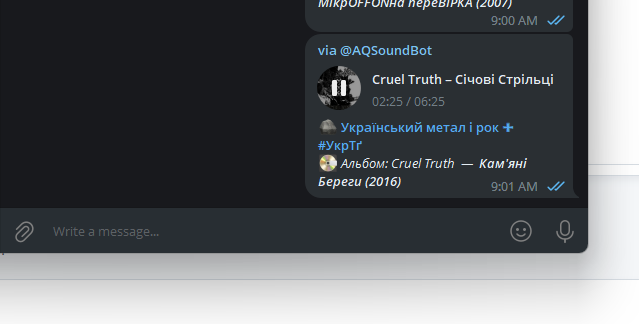 МікрOFFONна переВІРКА (2007)
9:00 AM
via @AQSoundBot
Cruel Truth – Січові Стрільці
02:25 / 06:25
Український метал і рок
#УкрТґ
Альбом: Cruel Truth — Кам'яні
Береги (2016)
9:01 AM
Write a message...